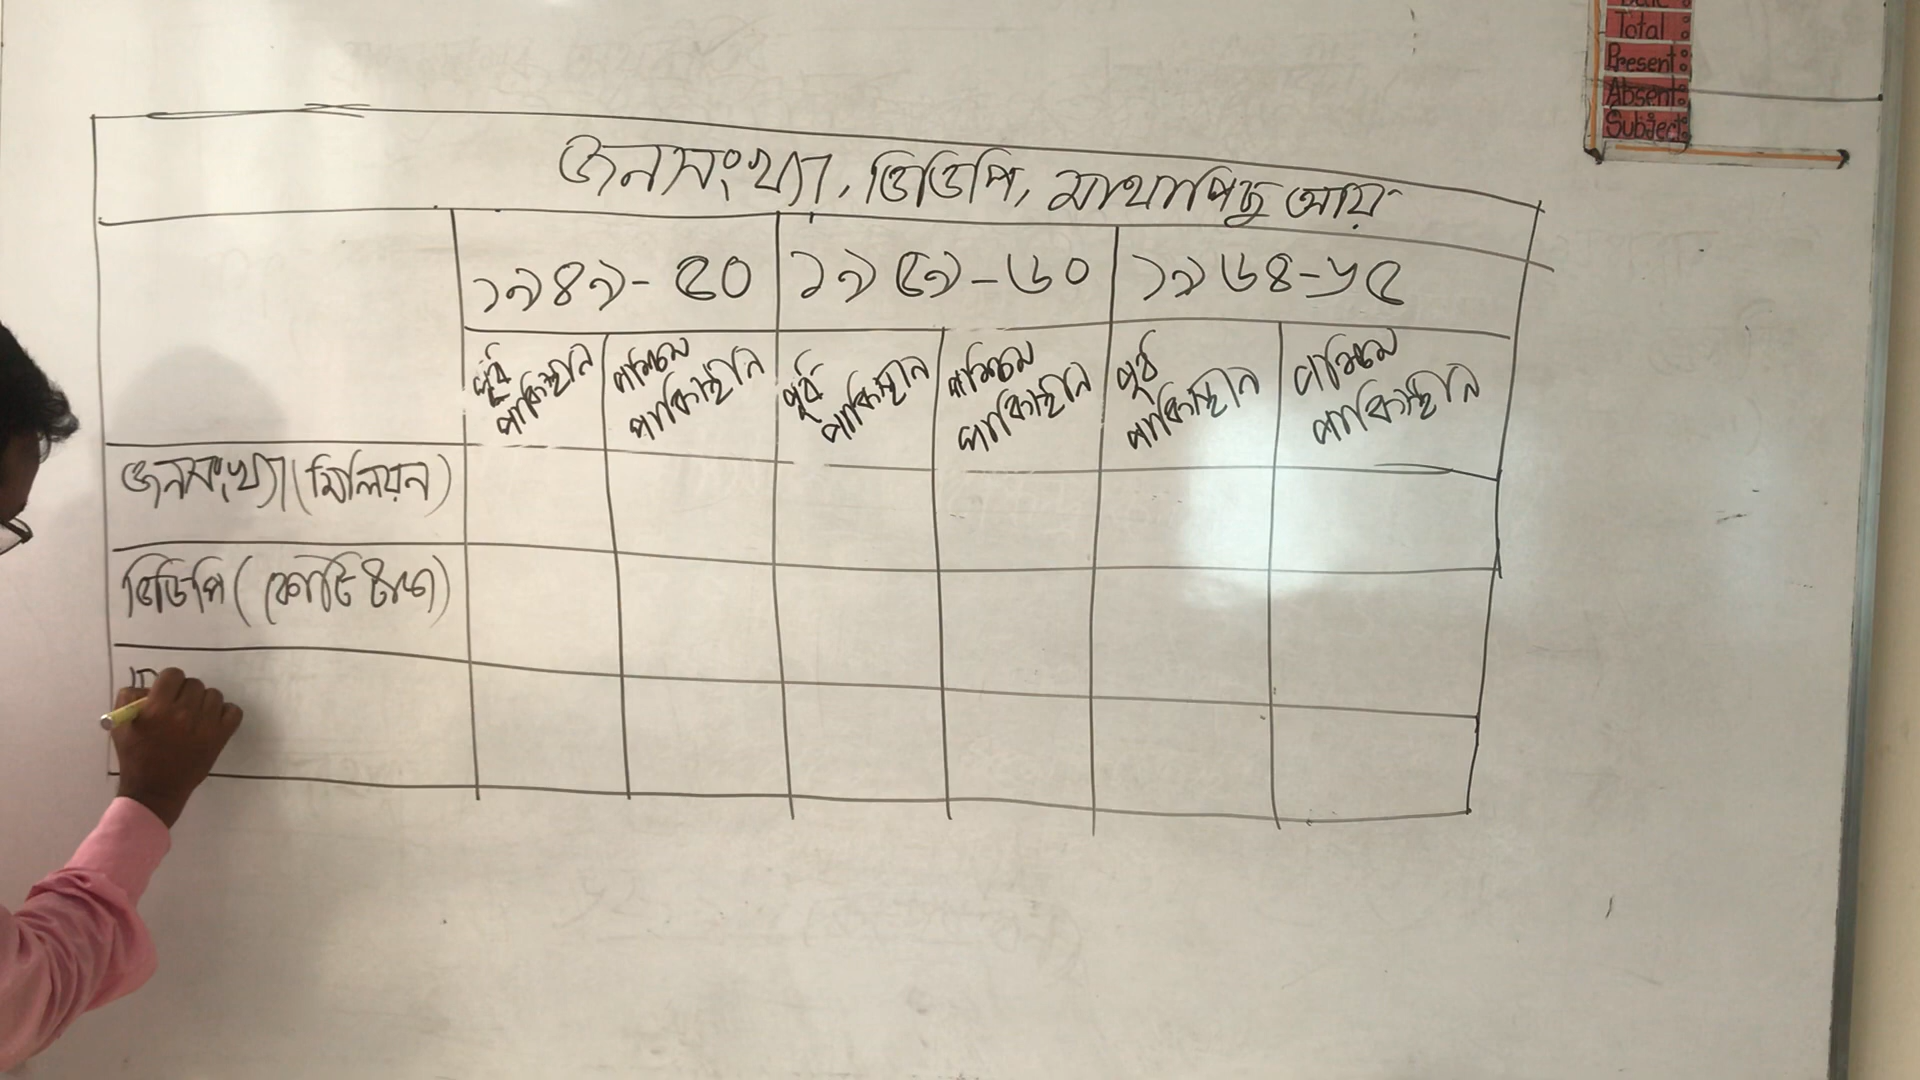 Total :
Present :
Absent :
Subject :
জনসংখ্যা, জিডিপি, মাথাপিছু আয়
১৯৪৯-৫০
১৯৫৯-৬০
১৯৬৪-৬৫
পূর্ব
পাকিস্থান
পশ্চিম
পাকিস্থান
পূর্ব
পাকিস্থান
পশ্চিম
পাকিস্থান
পূর্ব
পাকিস্থান
পশ্চিম
পাকিস্থান
জনসংখ্যা (মিলিয়ন)
জিডিপি (কোটি টাকা)